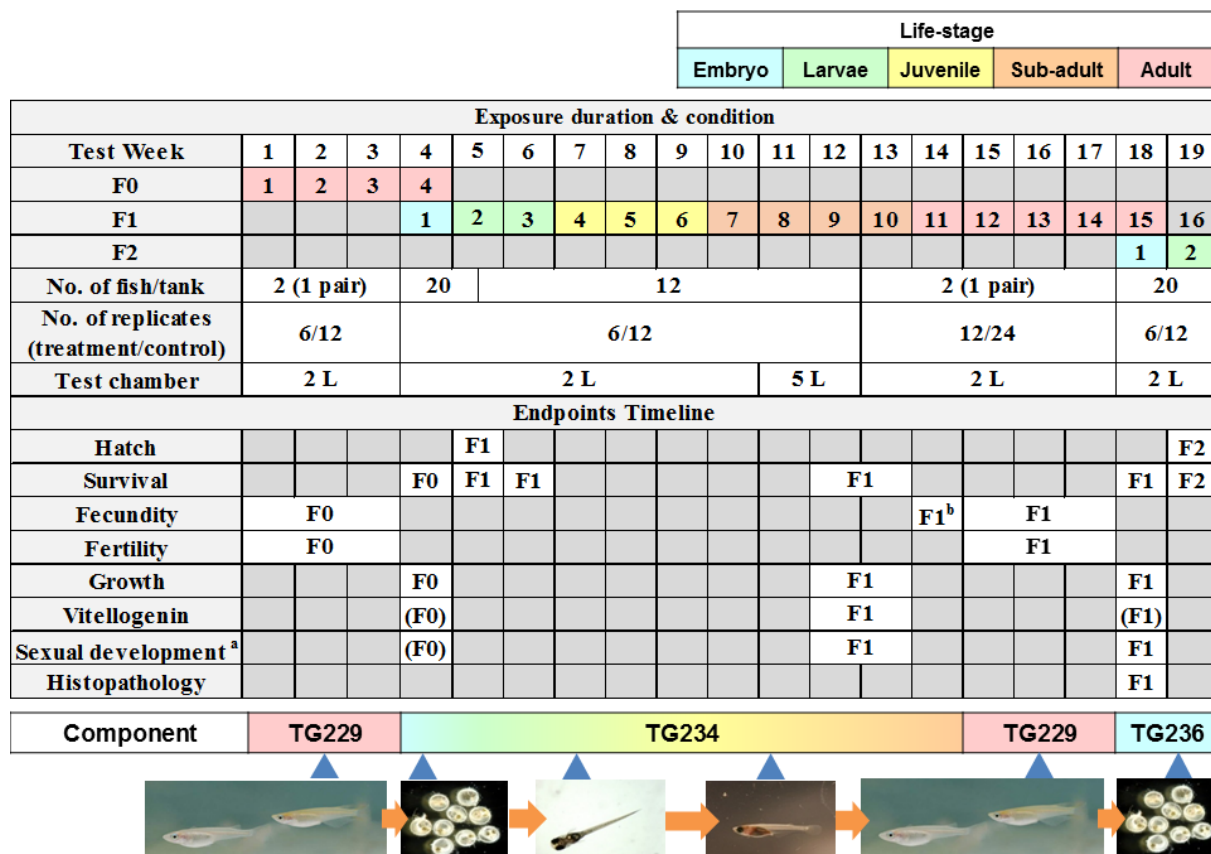 Life-stage
Embryo Larvae Juvenile Sub-adult Adult
Exposure duration & condition
Test Week 1 2 3 4 5 6 7 8 9 10 11 12 13 14 15 16 17 18 19
F0 1 2 3 4
F1 1 2 3 4 5 6 7 8 9 10 11 12 13 14 15 16
F2 1 2
No. of fish/tank 2 (1 pair) 20 12 2 (1 pair) 20
No. of replicates
(treatment/control) 6/12 6/12 12/24 6/12
Test chamber 2 L 2 L 5 L 2 L 2 L
Endpoints Timeline
Hatch F1 F2
Survival F0 F1 F1 F1 F1 F2
Fecundity F0 F1ᵇ F1
Fertility F0 F1
Growth F0 F1 F1
Vitellogenin (F0) F1 (F1)
Sexual development ᵃ (F0) F1 F1
Histopathology F1
Component TG229 TG234 TG229 TG236